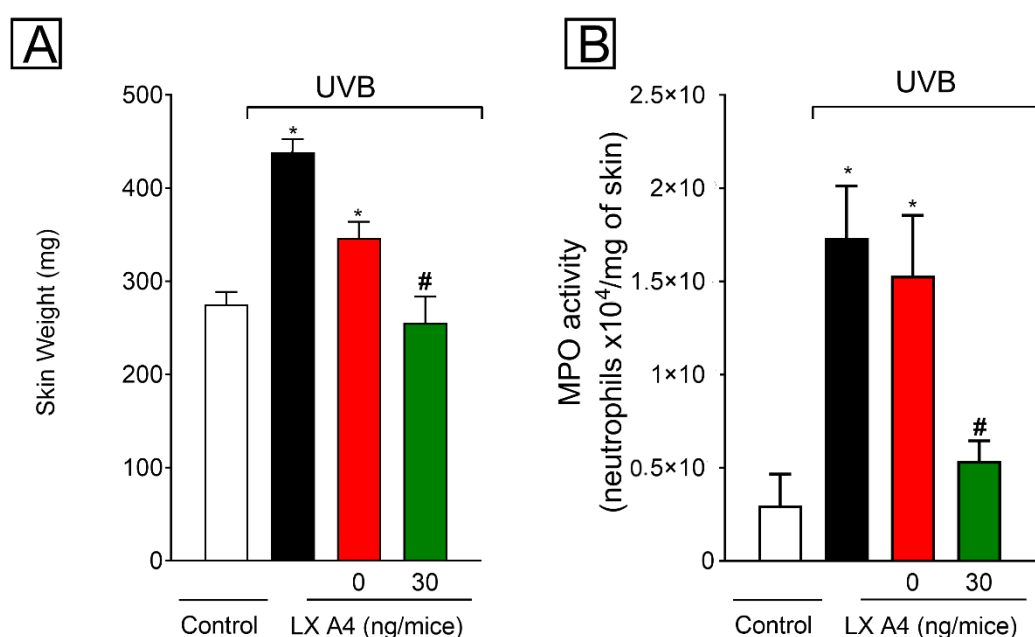 A
UVB
500
400
300
200
100
0
Skin Weight (mg)
*
*
#
0 30
Control LX A4 (ng/mice)
B
UVB
2.5×10
2×10
1.5×10
1×10
0.5×10
0
MPO activity
(neutrophils x10⁴/mg of skin)
*
*
#
0 30
Control LX A4 (ng/mice)